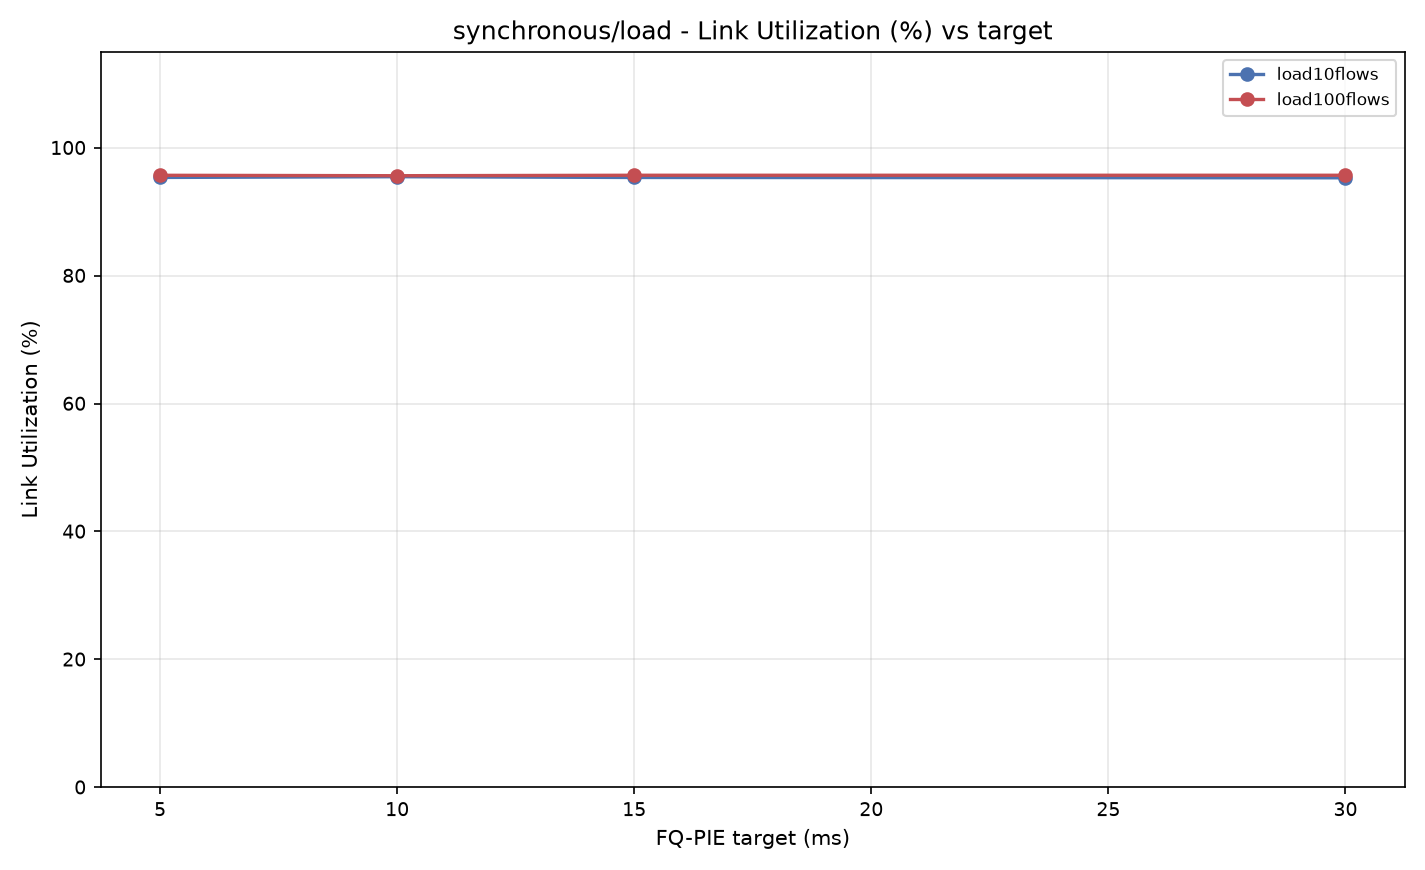 synchronous/load - Link Utilization (%) vs target
load10flows
load100flows
100
80
60
40
20
0
Link Utilization (%)
5 10 15 20 25 30
FQ-PIE target (ms)